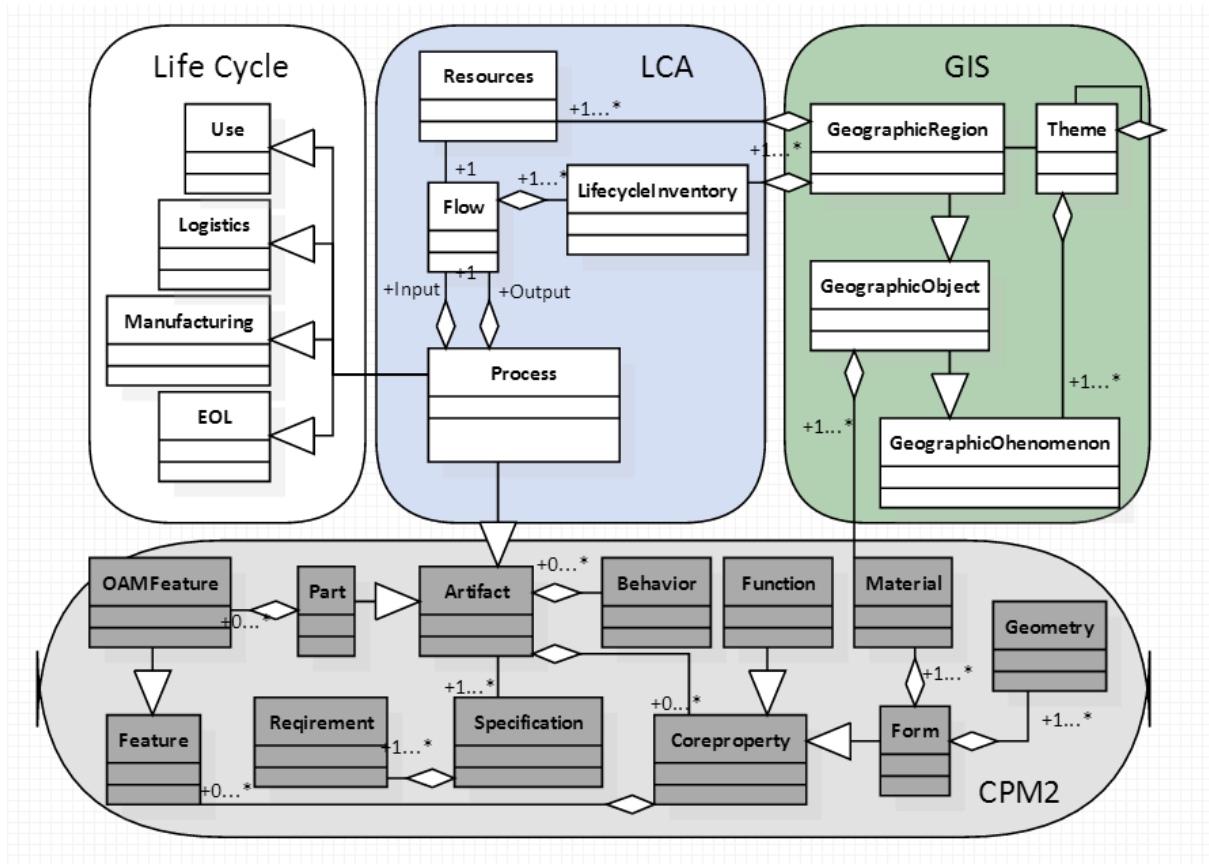 Life Cycle
LCA
GIS
Resources
+1...*
GeographicRegion
Theme
Use
+1...*
+1
+1...*
LifecycleInventory
Flow
Logistics
+1
+Input
+Output
GeographicObject
Manufacturing
Process
+1...*
EOL
+1...*
GeographicOhenomenon
OAMFeature
Part
Artifact
+0...*
Behavior
Function
Material
+0...*
Geometry
+1...*
+1...*
+0...*
Reqirement
Specification
+1...*
Feature
+1...*
Coreproperty
Form
+0...*
CPM2